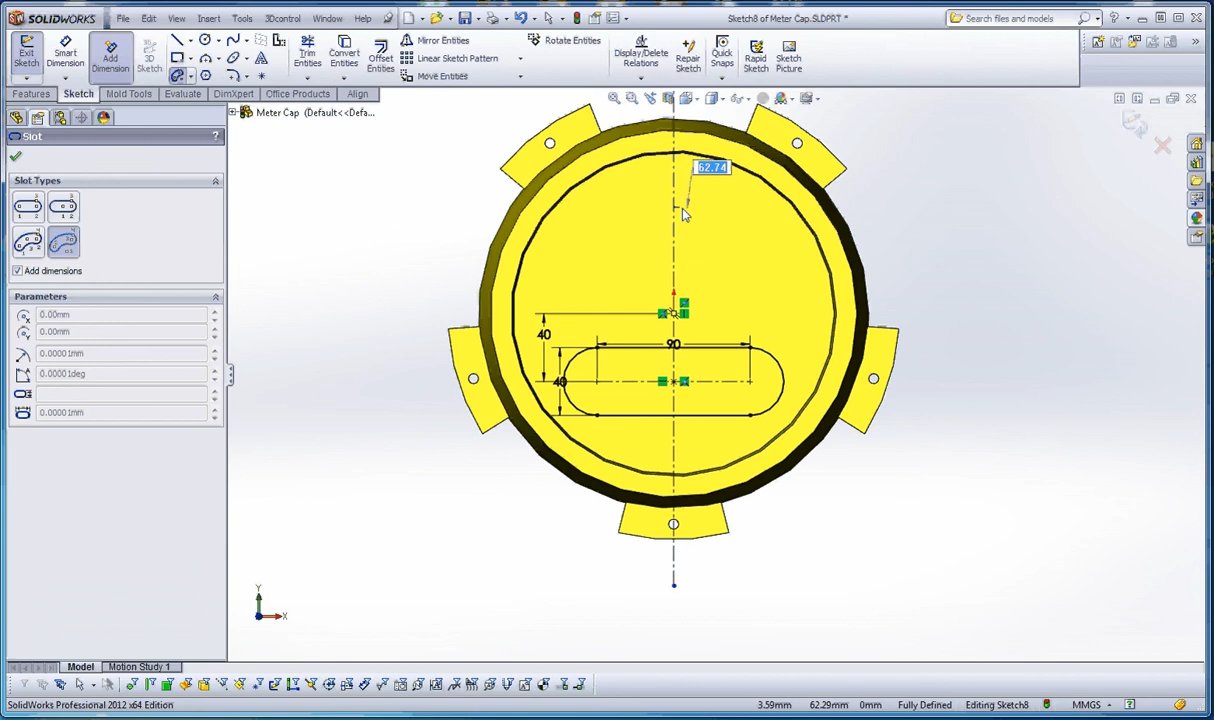 SOLIDWORKS File Edit View Insert Tools 3Dcontrol Window Help Sketch8 of Meter Cap.SLDPRT * Search files and models
Exit Sketch
Smart Dimension
Add Dimension
3D Sketch
Trim Entities
Convert Entities
Offset Entities
Mirror Entities
Linear Sketch Pattern
Move Entities
Rotate Entities
Display/Delete Relations
Repair Sketch
Quick Snaps
Rapid Sketch
Sketch Picture
Features Sketch Mold Tools Evaluate DimXpert Office Products Align
Meter Cap (Default<<Defa...
Slot ?
Slot Types
Add dimensions
Parameters
0.00mm
0.00mm
0.00001mm
0.00001deg
0.00001mm
62.74
40
90
40
Y
X
Model Motion Study 1
SolidWorks Professional 2012 x64 Edition 3.59mm 62.29mm 0mm Fully Defined Editing Sketch8 MMGS